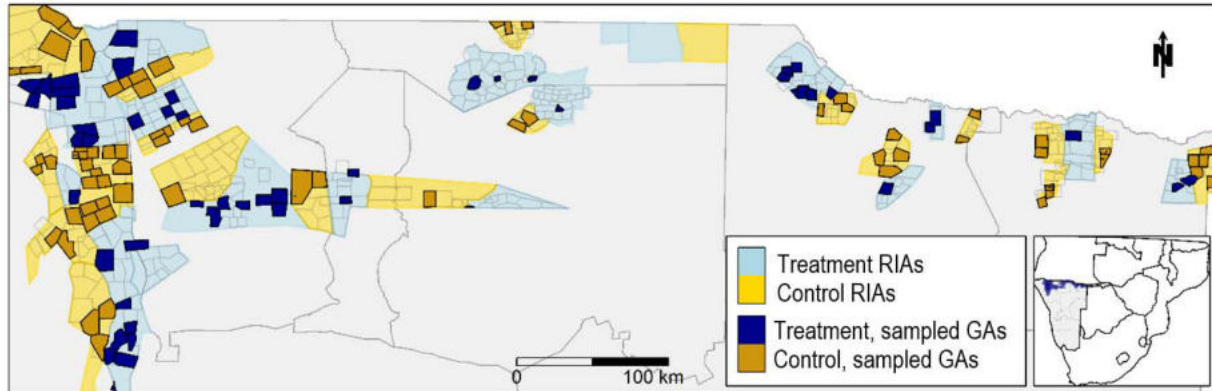 N
Treatment RIAs
Control RIAs
Treatment, sampled GAs
Control, sampled GAs
0 100 km